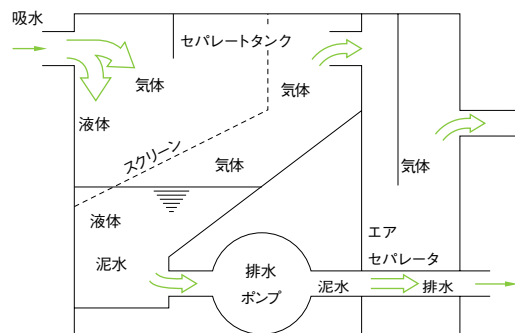 吸水
セパレートタンク
気体
気体
液体
スクリーン
気体
気体
液体
エア
セパレータ
泥水
排水
ポンプ
泥水
排水